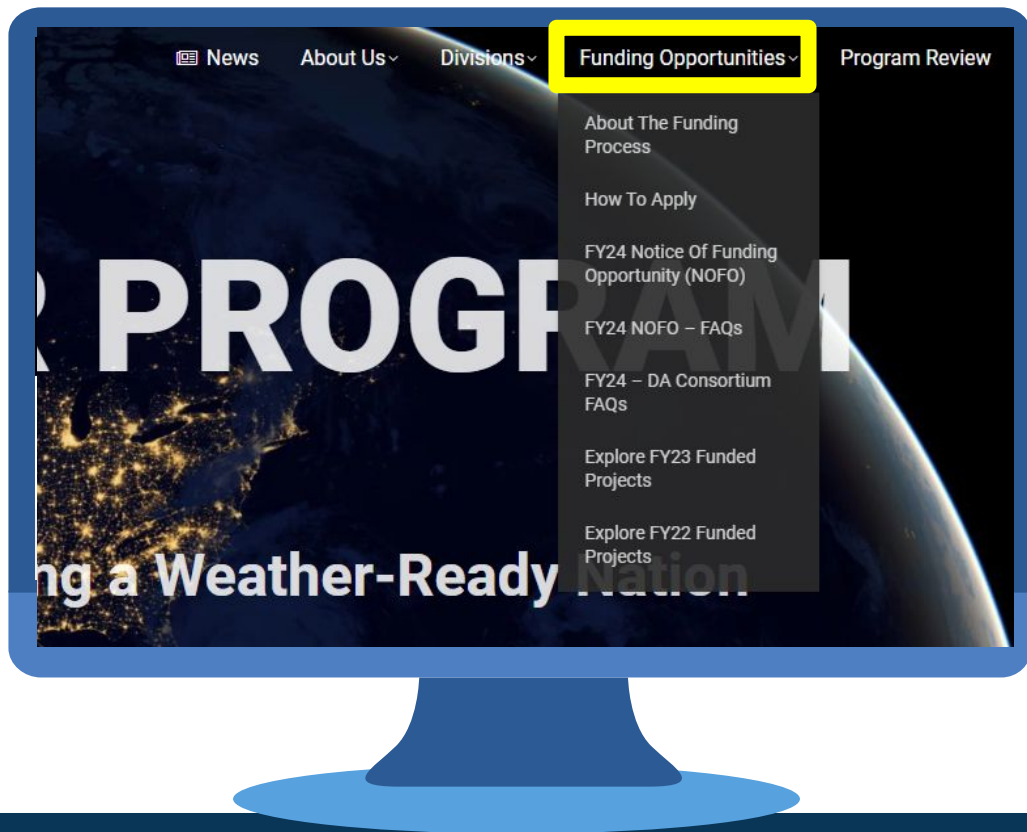 News About Us Divisions Funding Opportunities Program Review
About The Funding
Process
How To Apply
FY24 Notice Of Funding
Opportunity (NOFO)
FY24 NOFO – FAQs
FY24 – DA Consortium
FAQs
Explore FY23 Funded
Projects
Explore FY22 Funded
Projects
R PROGRAM
ng a Weather-Ready Nation